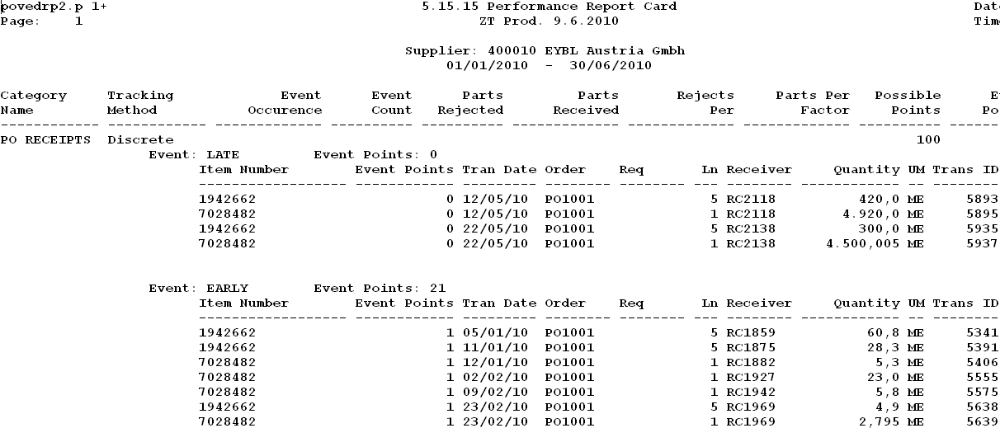 povedrp2.p 1+ 5.15.15 Performance Report Card
Page: 1 ZT Prod. 9.6.2010
Supplier: 400010 EYBL Austria Gmbh
01/01/2010 - 30/06/2010
Category Tracking Event Event Parts Parts Rejects Parts Per Possible
Name Method Occurence Count Rejected Received Per Factor Points
PO RECEIPTS Discrete 100
Event: LATE Event Points: 0
Item Number Event Points Tran Date Order Req Ln Receiver Quantity UM Trans ID
1942662 0 12/05/10 PO1001 5 RC2118 420,0 ME 5893
7028482 0 12/05/10 PO1001 1 RC2118 4.920,0 ME 5895
1942662 0 22/05/10 PO1001 5 RC2138 300,0 ME 5935
7028482 0 22/05/10 PO1001 1 RC2138 4.500,005 ME 5937
Event: EARLY Event Points: 21
Item Number Event Points Tran Date Order Req Ln Receiver Quantity UM Trans ID
1942662 1 05/01/10 PO1001 5 RC1859 60,8 ME 5341
1942662 1 11/01/10 PO1001 5 RC1875 28,3 ME 5391
7028482 1 12/01/10 PO1001 1 RC1882 5,3 ME 5406
7028482 1 02/02/10 PO1001 1 RC1927 23,0 ME 5555
7028482 1 09/02/10 PO1001 1 RC1942 5,8 ME 5575
1942662 1 23/02/10 PO1001 5 RC1969 4,9 ME 5638
7028482 1 23/02/10 PO1001 1 RC1969 2,795 ME 5639